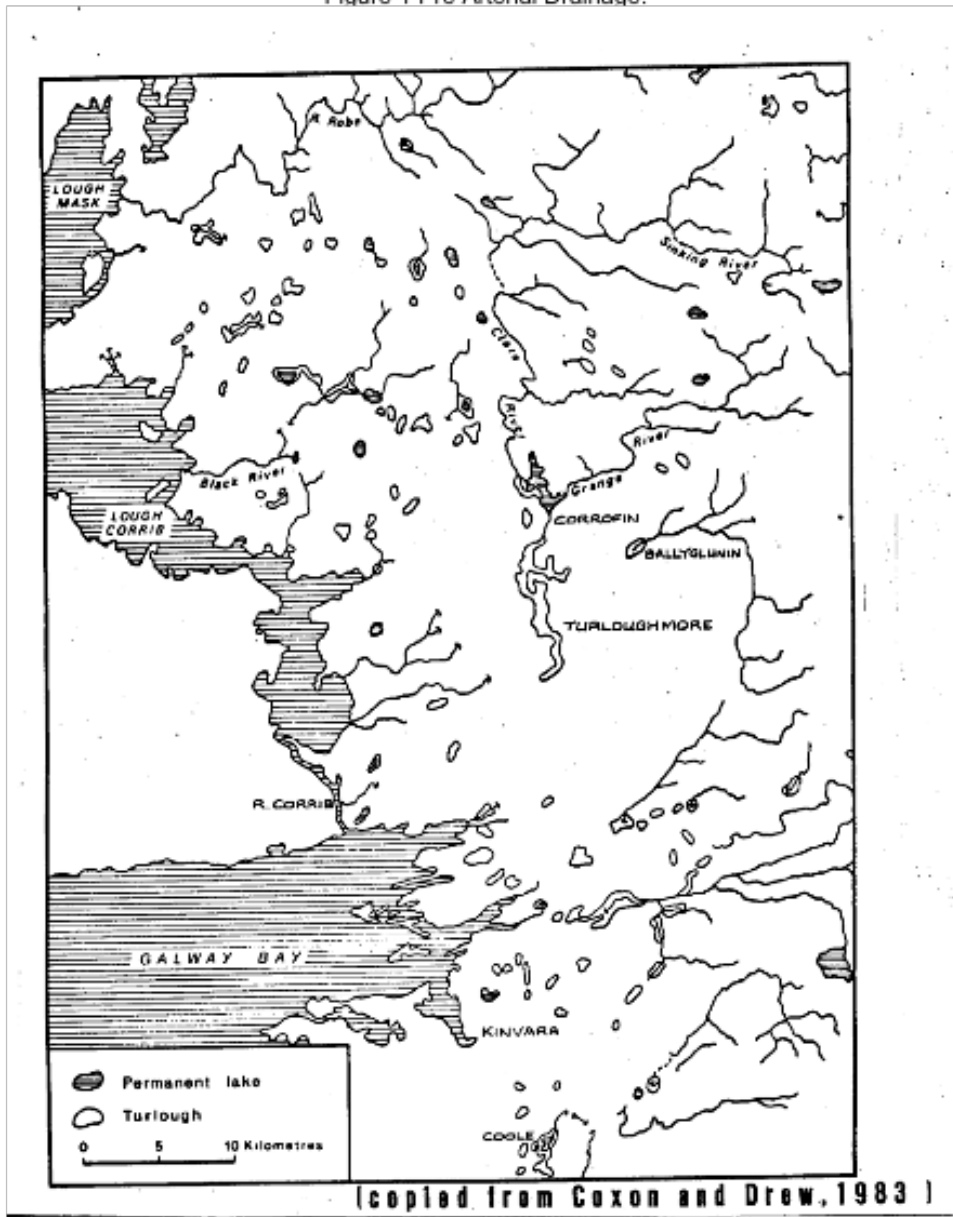 R. Robe
LOUGH
MASK
Sinking River
Clare
River
River
Black River
Grange
LOUGH
CORRIB
CORROFIN
BALLYGLUNIN
TURLOUGHMORE
R. CORRIB
GALWAY BAY
KINVARA
Permanent lake
Turlough
0 5 10 Kilometres
COOLE
(copied from Coxon and Drew, 1983 )